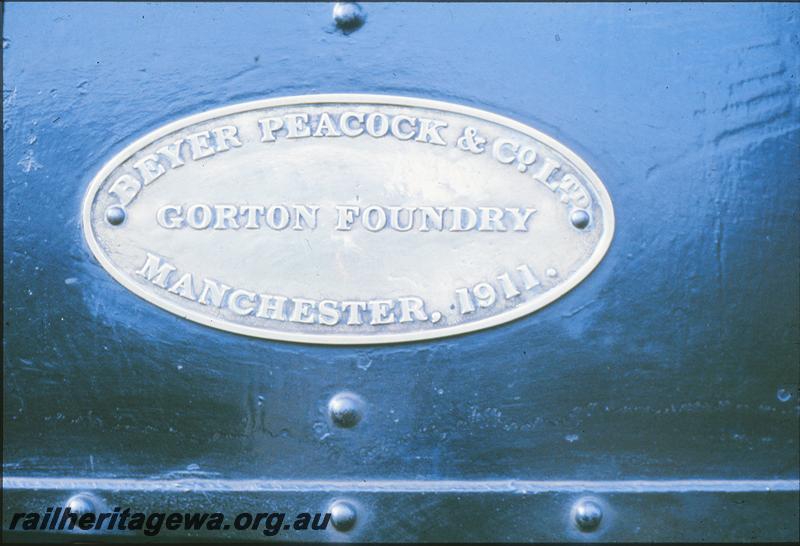 BEYER PEACOCK & Co. LTD
GORTON FOUNDRY
MANCHESTER, 1911.
railheritagewa.org.au